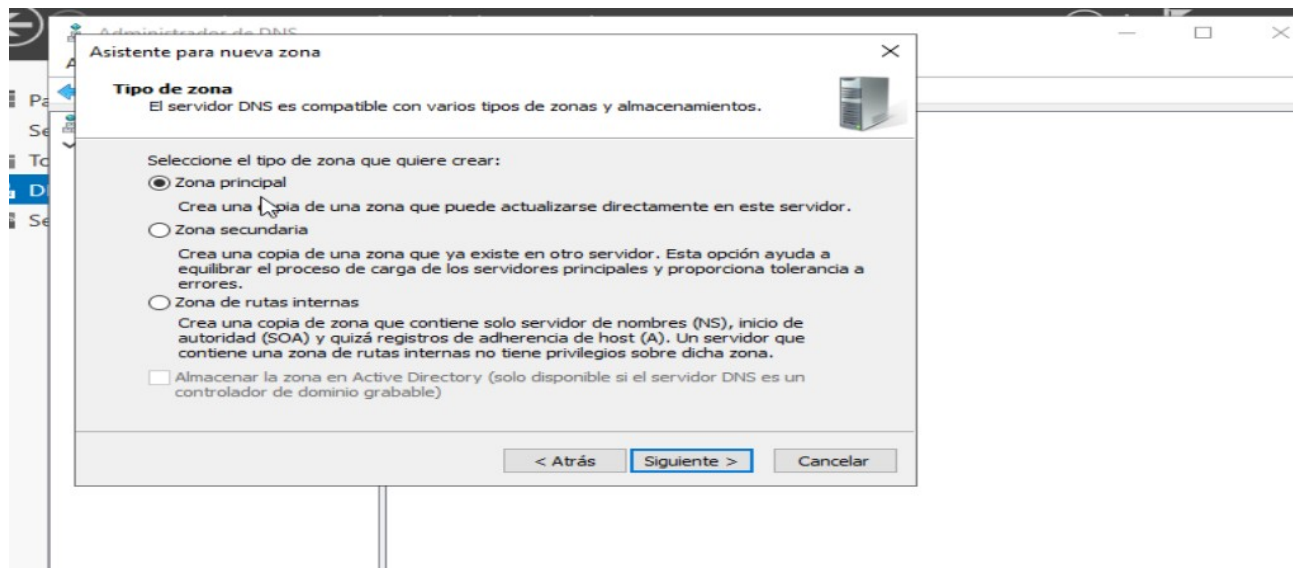 Administrador de DNS
Asistente para nueva zona
Tipo de zona
El servidor DNS es compatible con varios tipos de zonas y almacenamientos.
Seleccione el tipo de zona que quiere crear:
Zona principal
Crea una copia de una zona que puede actualizarse directamente en este servidor.
Zona secundaria
Crea una copia de una zona que ya existe en otro servidor. Esta opción ayuda a
equilibrar el proceso de carga de los servidores principales y proporciona tolerancia a
errores.
Zona de rutas internas
Crea una copia de zona que contiene solo servidor de nombres (NS), inicio de
autoridad (SOA) y quizá registros de adherencia de host (A). Un servidor que
contiene una zona de rutas internas no tiene privilegios sobre dicha zona.
Almacenar la zona en Active Directory (solo disponible si el servidor DNS es un
controlador de dominio grabable)
< Atrás
Siguiente >
Cancelar